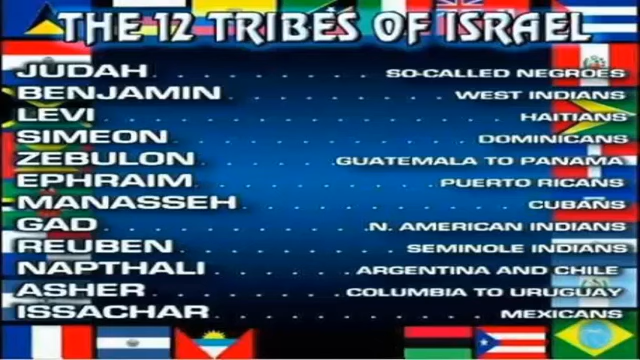 THE 12 TRIBES OF ISRAEL
JUDAH . . . . . . . . . . . SO-CALLED NEGROES
BENJAMIN . . . . . . . . . . . WEST INDIANS
LEVI . . . . . . . . . . . . . . . . . . HAITIANS
SIMEON . . . . . . . . . . . . . . DOMINICANS
ZEBULON . . . . . . . .GUATEMALA TO PANAMA
EPHRAIM . . . . . . . . . . . . PUERTO RICANS
MANASSEH . . . . . . . . . . . . . . CUBANS
GAD . . . . . . . . . . . . .N. AMERICAN INDIANS
REUBEN . . . . . . . . . . . SEMINOLE INDIANS
NAPTHALI . . . . . . . .ARGENTINA AND CHILE
ASHER . . . . . . . . . .COLUMBIA TO URUGUAY
ISSACHAR . . . . . . . . . . . . . MEXICANS